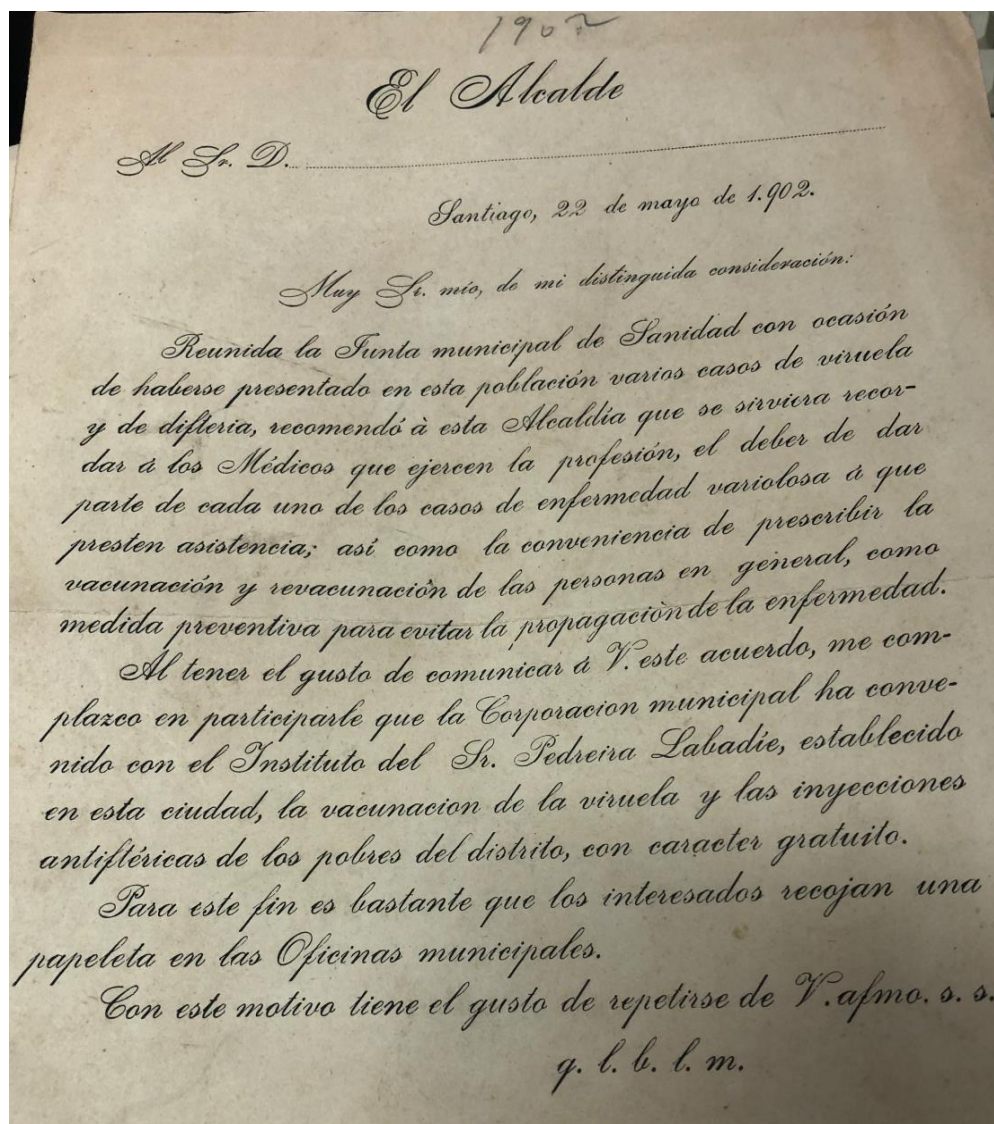 1902
El Alcalde
Al Sr. D.
Santiago, 22 de mayo de 1.902.
Muy Sr. mío, de mi distinguida consideración:
Reunida la Junta municipal de Sanidad con ocasión
de haberse presentado en esta población varios casos de viruela
y de difteria, recomendó à esta Alcaldía que se sirviera recor-
dar á los Médicos que ejercen la profesión, el deber de dar
parte de cada uno de los casos de enfermedad variolosa á que
presten asistencia; así como la conveniencia de prescribir la
vacunación y revacunación de las personas en general, como
medida preventiva para evitar la propagaciòn de la enfermedad.
Al tener el gusto de comunicar á V. este acuerdo, me com-
plazco en participarle que la Corporacion municipal ha conve-
nido con el Instituto del Sr. Pedreira Labadíe, establecido
en esta ciudad, la vacunacion de la viruela y las inyecciones
antiftéricas de los pobres del distrito, con caracter gratuito.
Para este fin es bastante que los interesados recojan una
papeleta en las Oficinas municipales.
Con este motivo tiene el gusto de repetirse de V. afmo. s. s.
q. l. b. l. m.